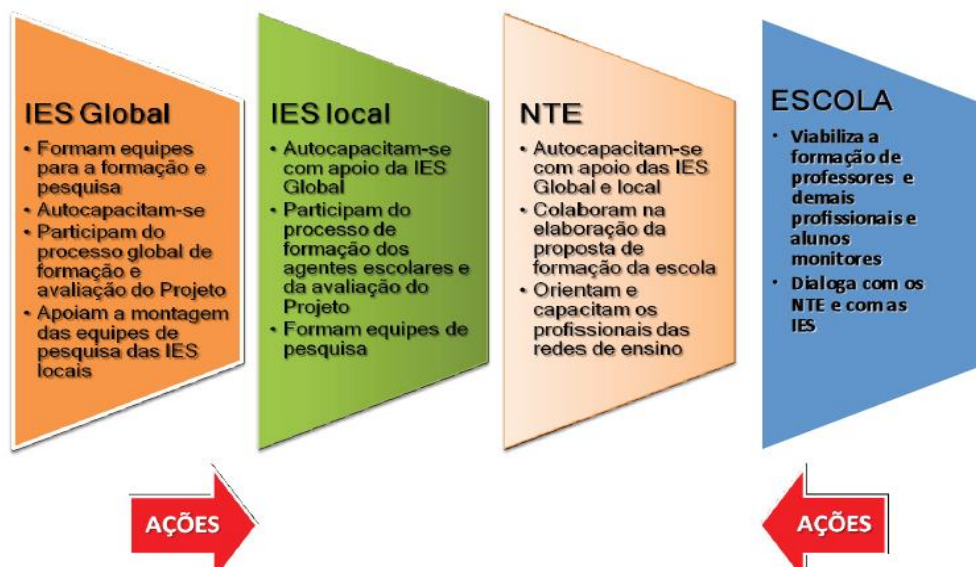 IES Global
• Formam equipes
para a formação e
pesquisa
• Autocapacitam-se
• Participam do
processo global de
formação e
avaliação do Projeto
• Apoiam a montagem
das equipes de
pesquisa das IES
locais
IES local
• Autocapacitam-se
com apoio da IES
Global
• Participam do
processo de
formação dos
agentes escolares e
da avaliação do
Projeto
• Formam equipes de
pesquisa
NTE
• Autocapacitam-se
com apoio das IES
Global e local
• Colaboram na
elaboração da
proposta de
formação da escola
• Orientam e
capacitam os
profissionais das
redes de ensino
ESCOLA
• Viabiliza a
formação de
professores e
demais
profissionais e
alunos
monitores
• Dialoga com os
NTE e com as
IES
AÇÕES
AÇÕES